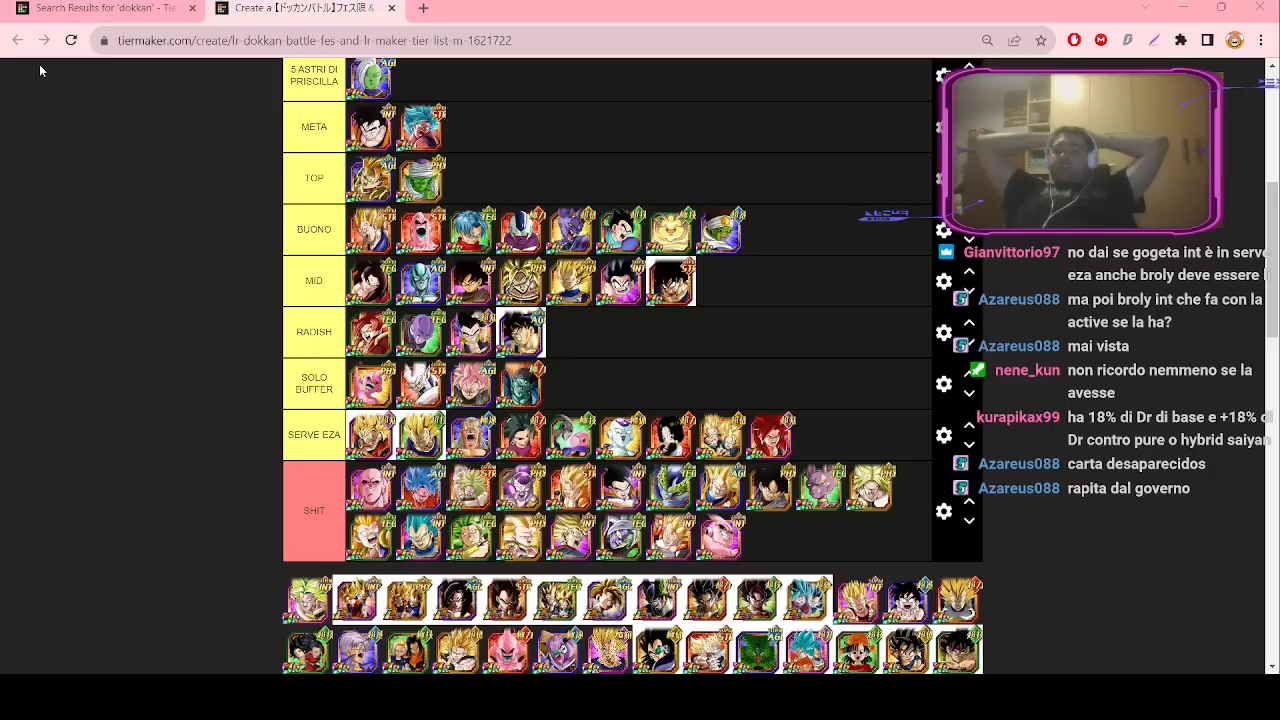 Search Results for 'dokkan' - Tie
Create a【ドッカンバトル】フェス限 &
tiermaker.com/create/lr-dokkan-battle-fes-and-lr-maker-tier-list-m-1621722
5 ASTRI DI
PRISCILLA
META
TOP
BUONO
MID
RADISH
SOLO
BUFFER
SERVE EZA
SHIT
Gianvittorio97 no dai se gogeta int è in serve
eza anche broly deve essere lì
Azareus088 ma poi broly int che fa con la
active se la ha?
Azareus088 mai vista
nene_kun non ricordo nemmeno se la
avesse
kurapikax99 ha 18% di Dr di base e +18% di
Dr contro pure o hybrid saiyan
Azareus088 carta desaparecidos
Azareus088 rapita dal governo